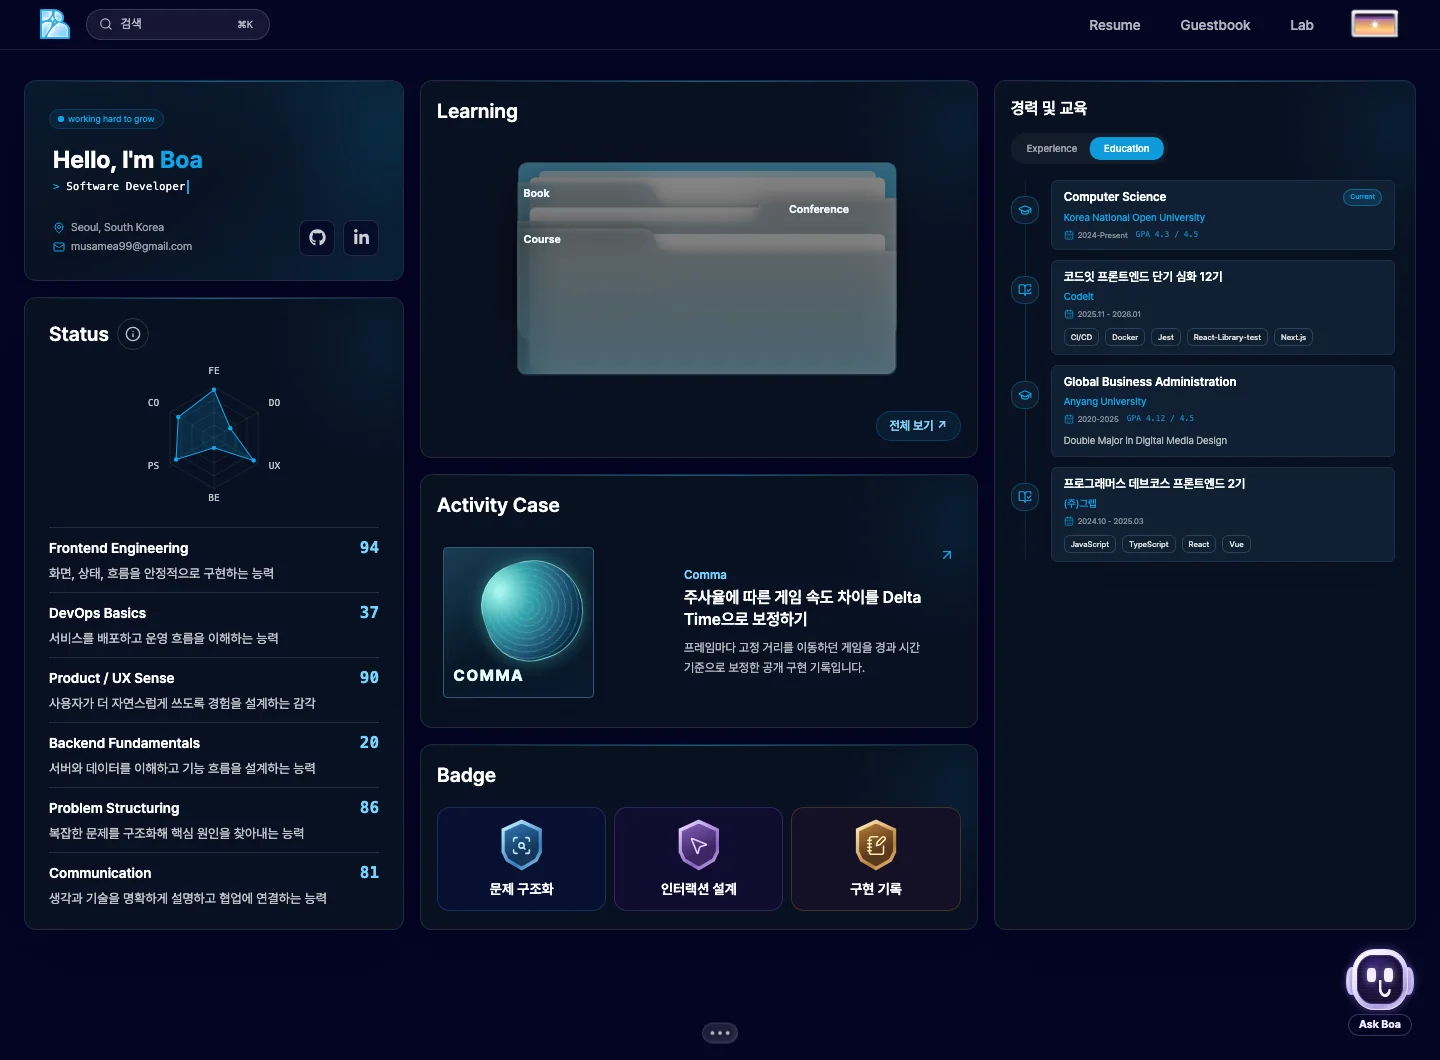 검색
⌘K
Resume
Guestbook
Lab
working hard to grow
Hello, I'm Boa
> Software Developer
Seoul, South Korea
musamea99@gmail.com
Status
FE
CO
DO
PS
UX
BE
Frontend Engineering
94
화면, 상태, 흐름을 안정적으로 구현하는 능력
DevOps Basics
37
서비스를 배포하고 운영 흐름을 이해하는 능력
Product / UX Sense
90
사용자가 더 자연스럽게 쓰도록 경험을 설계하는 감각
Backend Fundamentals
20
서버와 데이터를 이해하고 기능 흐름을 설계하는 능력
Problem Structuring
86
복잡한 문제를 구조화해 핵심 원인을 찾아내는 능력
Communication
81
생각과 기술을 명확하게 설명하고 협업에 연결하는 능력
Learning
Book
Conference
Course
전체 보기
Activity Case
COMMA
Comma
주사율에 따른 게임 속도 차이를 Delta
Time으로 보정하기
프레임마다 고정 거리를 이동하던 게임을 경과 시간
기준으로 보정한 공개 구현 기록입니다.
Badge
문제 구조화
인터랙션 설계
구현 기록
경력 및 교육
Experience
Education
Computer Science
Current
Korea National Open University
2024-Present GPA 4.3 / 4.5
코드잇 프론트엔드 단기 심화 12기
CodeIt
2025.11 - 2026.01
CI/CD
Docker
Jest
React-Library-test
Next.js
Global Business Administration
Anyang University
2020-2025 GPA 4.12 / 4.5
Double Major in Digital Media Design
프로그래머스 데브코스 프론트엔드 2기
(주)그렙
2024.10 - 2025.03
JavaScript
TypeScript
React
Vue
Ask Boa